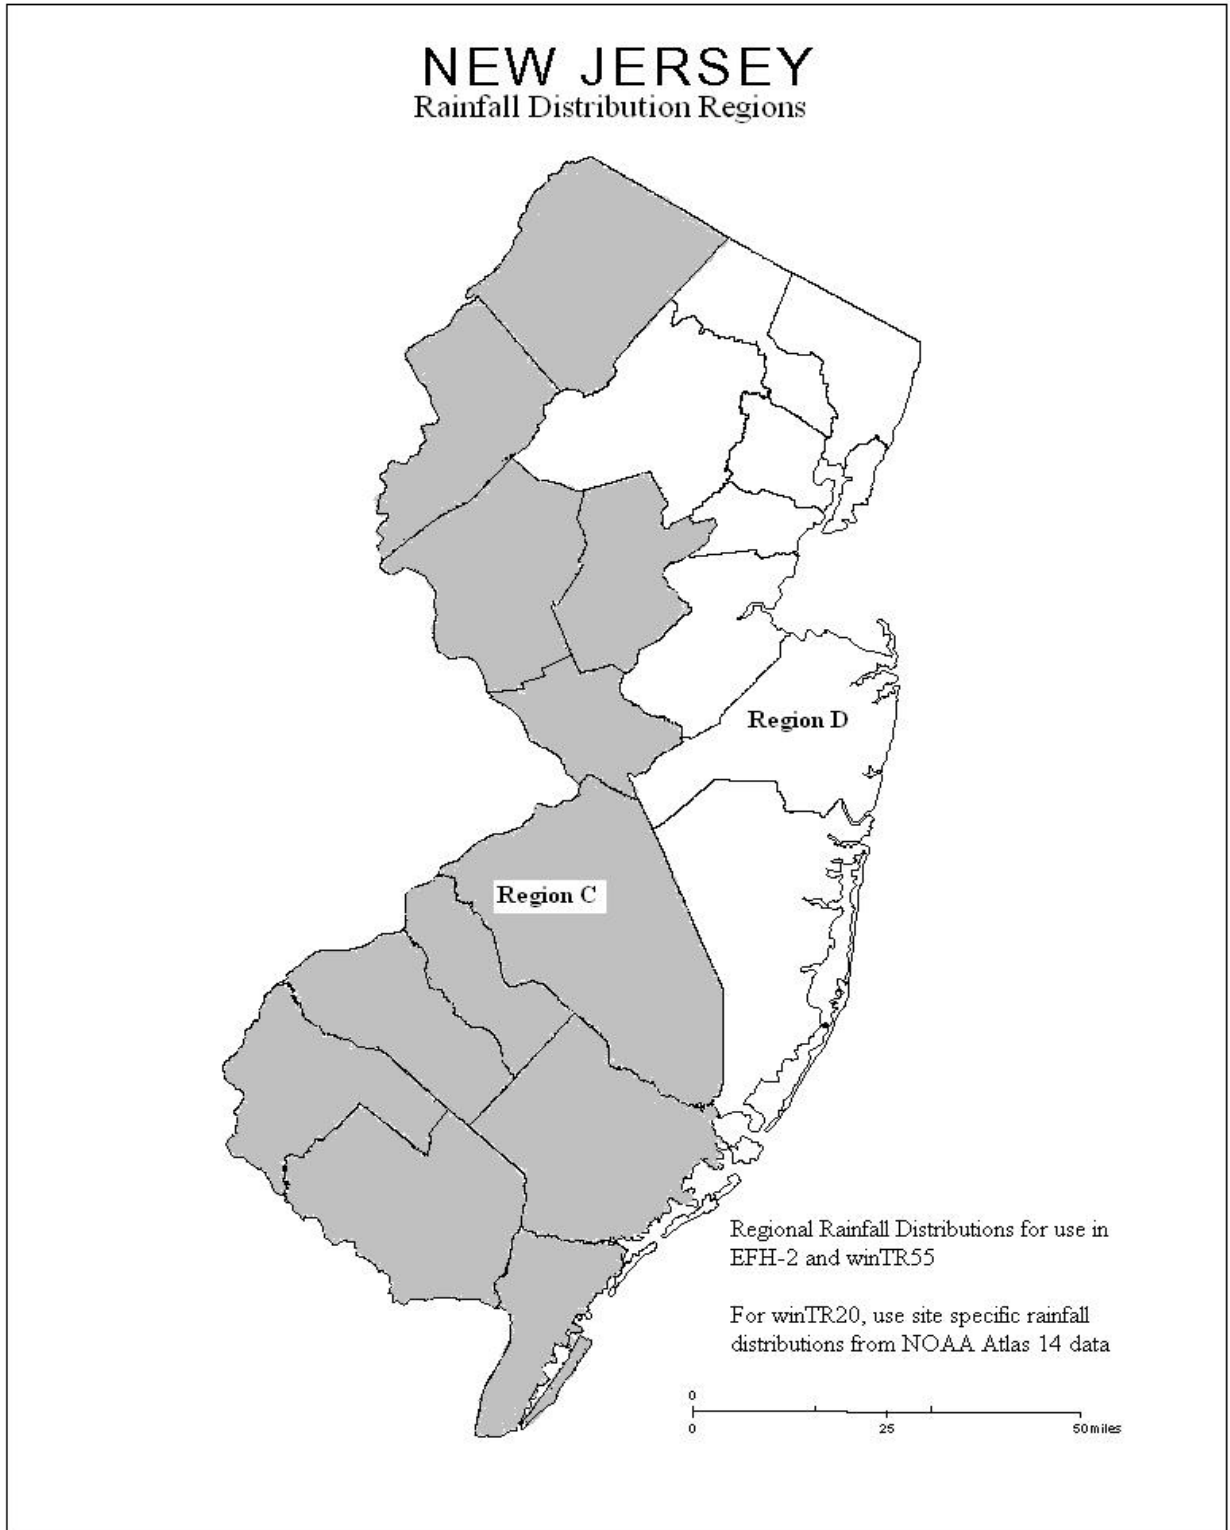 NEW JERSEY
Rainfall Distribution Regions
Region D
Region C
Regional Rainfall Distributions for use in
EFH-2 and winTR55
For winTR20, use site specific rainfall
distributions from NOAA Atlas 14 data
0
0 25 50 miles